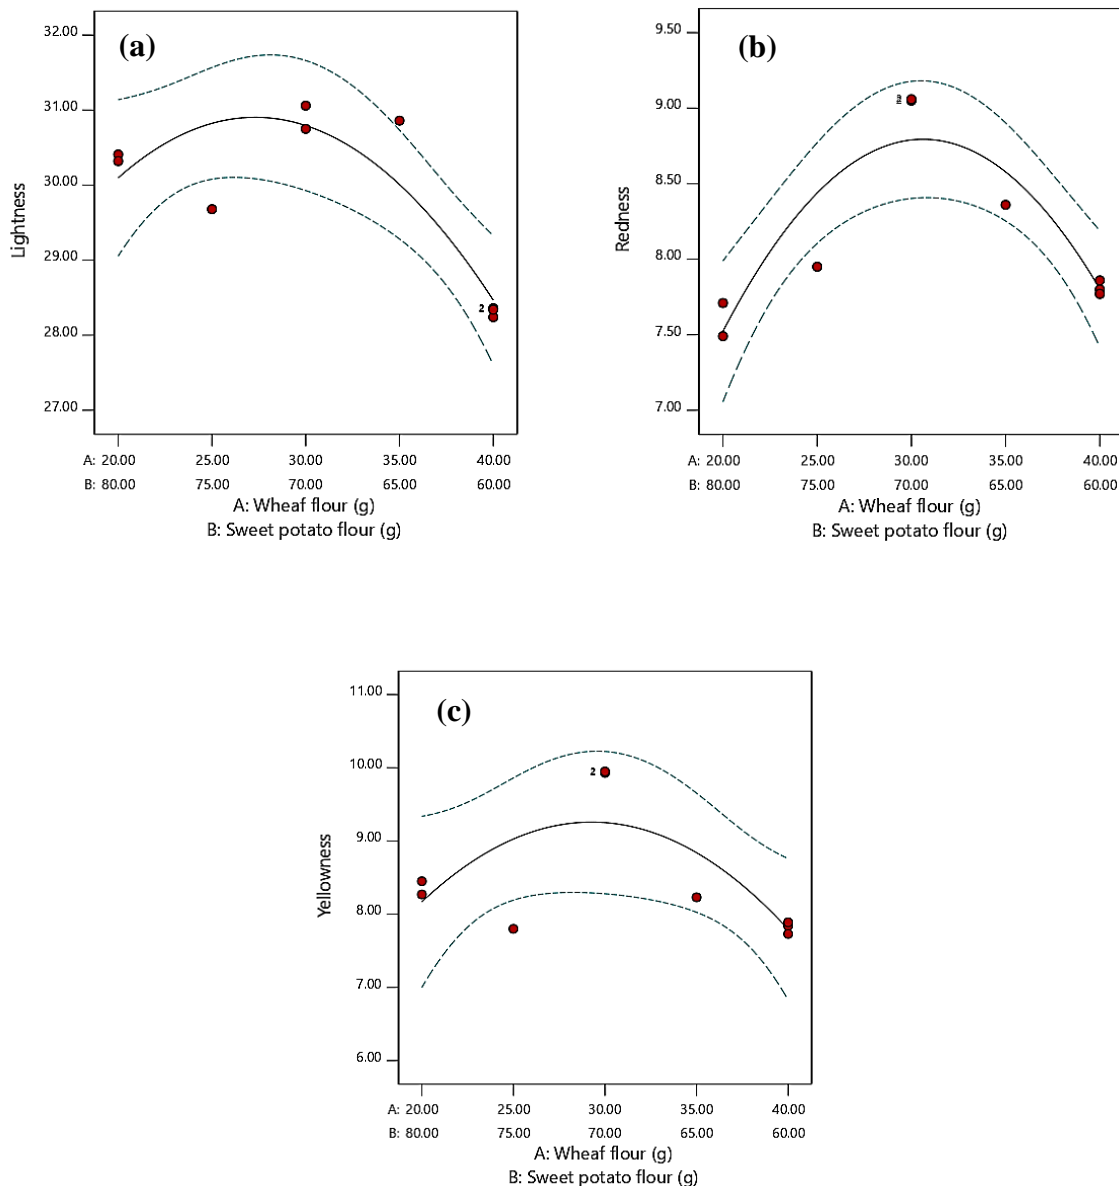 (a)
32.00
31.00
30.00
29.00
28.00
27.00
Lightness
2
A: 20.00 25.00 30.00 35.00 40.00
B: 80.00 75.00 70.00 65.00 60.00
A: Wheaf flour (g)
B: Sweet potato flour (g)
(b)
9.50
9.00
8.50
8.00
7.50
7.00
Redness
A: 20.00 25.00 30.00 35.00 40.00
B: 80.00 75.00 70.00 65.00 60.00
A: Wheaf flour (g)
B: Sweet potato flour (g)
(c)
11.00
10.00
9.00
8.00
7.00
6.00
Yellowness
2
A: 20.00 25.00 30.00 35.00 40.00
B: 80.00 75.00 70.00 65.00 60.00
A: Wheaf flour (g)
B: Sweet potato flour (g)